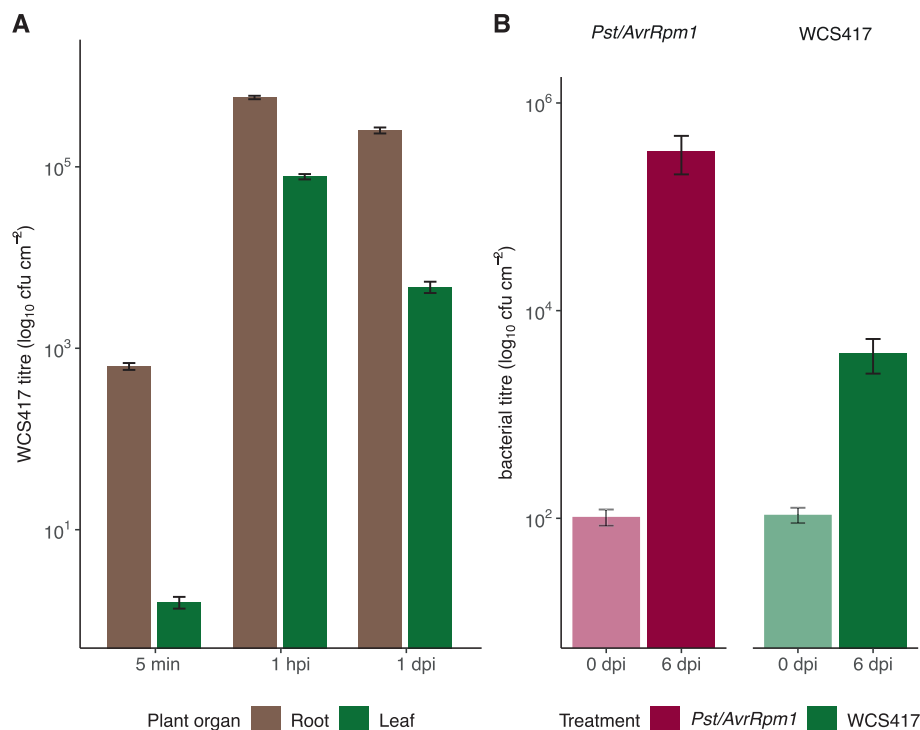 A
WCS417 titre (log₁₀ cfu cm⁻²)
10⁵
10³
10¹
5 min
1 hpi
1 dpi
Plant organ Root Leaf
B
Pst/AvrRpm1 WCS417
bacterial titre (log₁₀ cfu cm⁻²)
10⁶
10⁴
10²
0 dpi 6 dpi 0 dpi 6 dpi
Treatment Pst/AvrRpm1 WCS417